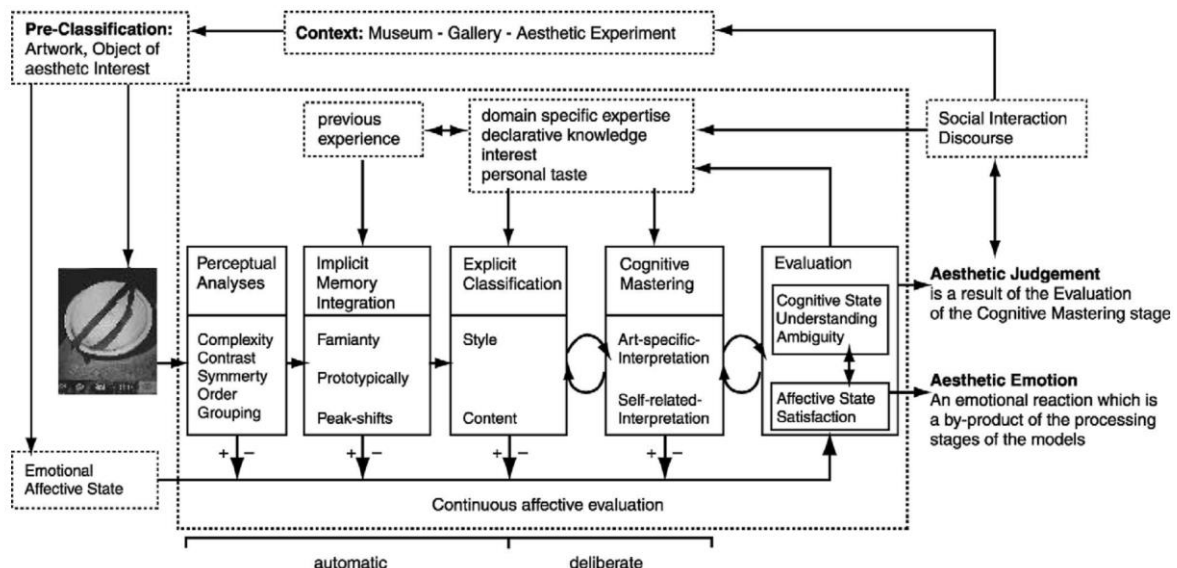 Pre-Classification:
Artwork, Object of
aesthetc Interest
Context: Museum - Gallery - Aesthetic Experiment
previous
experience
domain specific expertise
declarative knowledge
interest
personal taste
Social Interaction
Discourse
Perceptual
Analyses
Complexity
Contrast
Symmerty
Order
Grouping
Implicit
Memory
Integration
Famianty
Prototypically
Peak-shifts
Explicit
Classification
Style
Content
Cognitive
Mastering
Art-specific-
Interpretation
Self-related-
Interpretation
Evaluation
Cognitive State
Understanding
Ambiguity
Affective State
Satisfaction
Aesthetic Judgement
is a result of the Evaluation
of the Cognitive Mastering stage
Aesthetic Emotion
An emotional reaction which is
a by-product of the processing
stages of the models
+ −
+ −
+ −
+ −
Emotional
Affective State
Continuous affective evaluation
automatic
deliberate